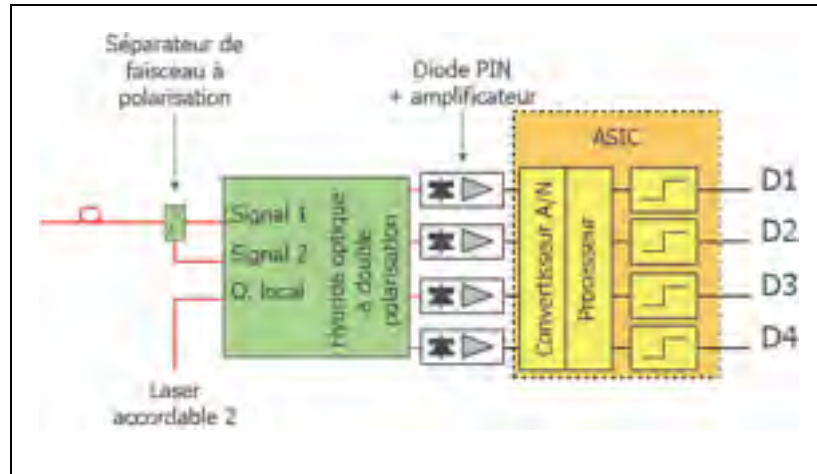 Séparateur de
faisceau à
polarisation
Diode PIN
+ amplificateur
ASIC
Signal 1
Signal 2
O. local
Hybride optique
à double
polarisation
Convertisseur A/N
Processeur
D1
D2
D3
D4
Laser
accordable 2